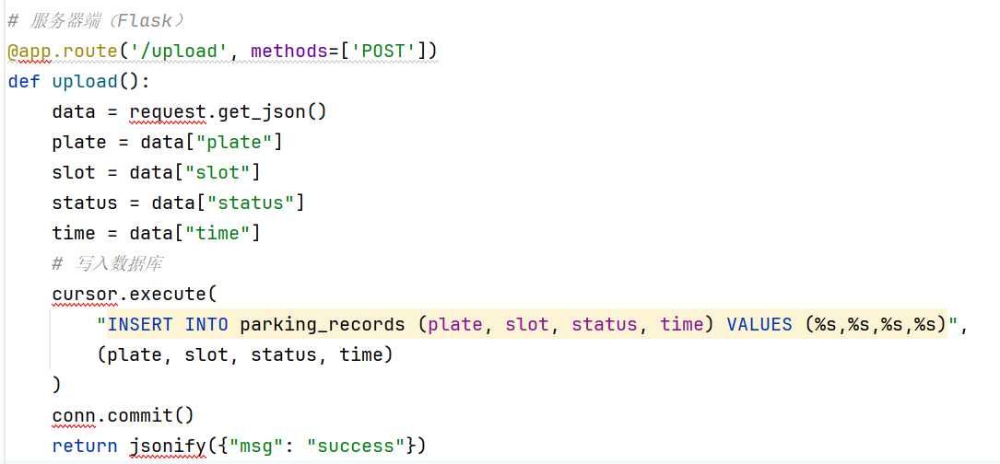 # 服务器端（Flask）
@app.route('/upload', methods=['POST'])
def upload():
    data = request.get_json()
    plate = data["plate"]
    slot = data["slot"]
    status = data["status"]
    time = data["time"]
    # 写入数据库
    cursor.execute(
        "INSERT INTO parking_records (plate, slot, status, time) VALUES (%s,%s,%s,%s)",
        (plate, slot, status, time)
    )
    conn.commit()
    return jsonify({"msg": "success"})